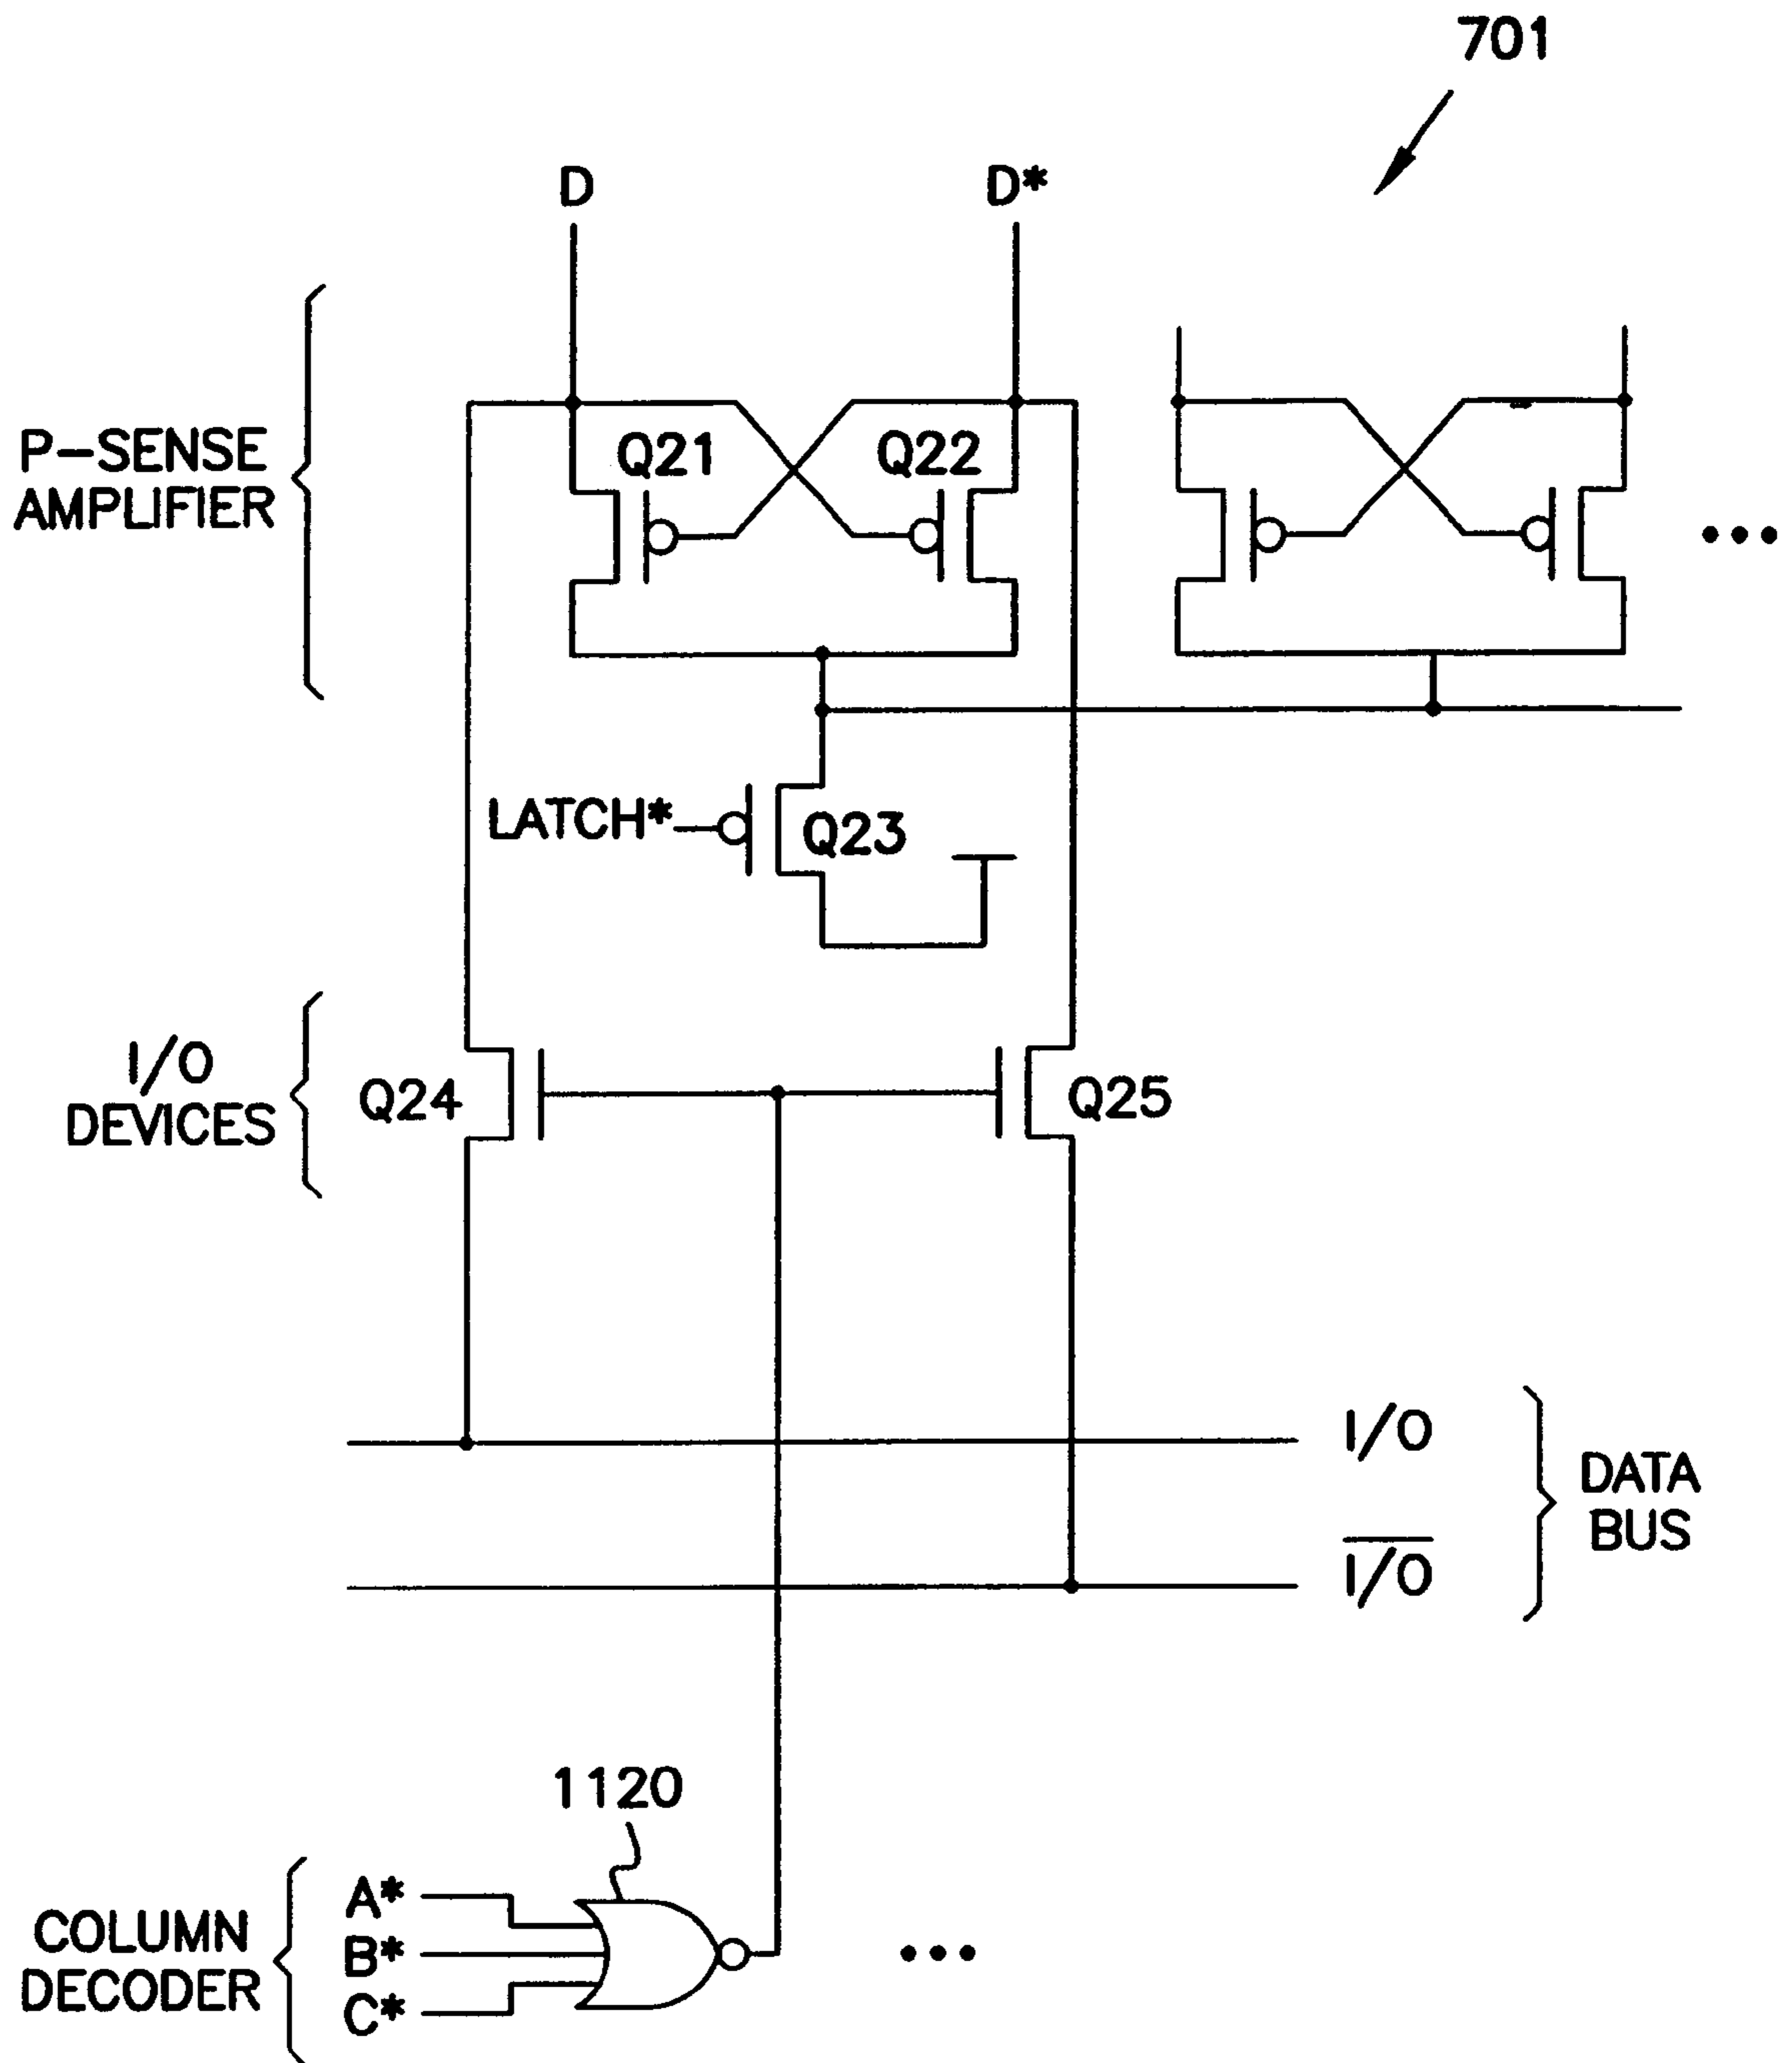 701
D
D*
P-SENSE
AMPLIFIER
Q21
Q22
LATCH*
Q23
I/O
DEVICES
Q24
Q25
I/O
I/O
DATA
BUS
1120
COLUMN
DECODER
A*
B*
C*